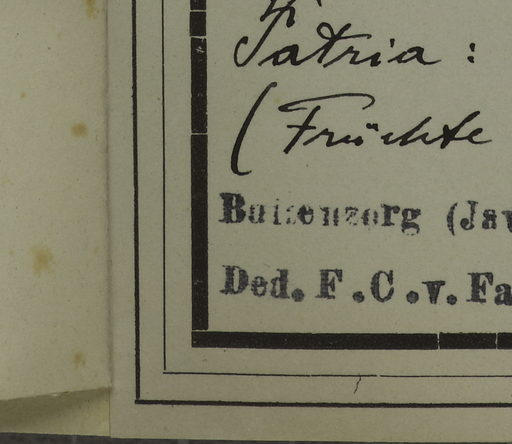 Patria :
(Früchte
Buitenzorg (Jav
Ded. F. C. v. Fa